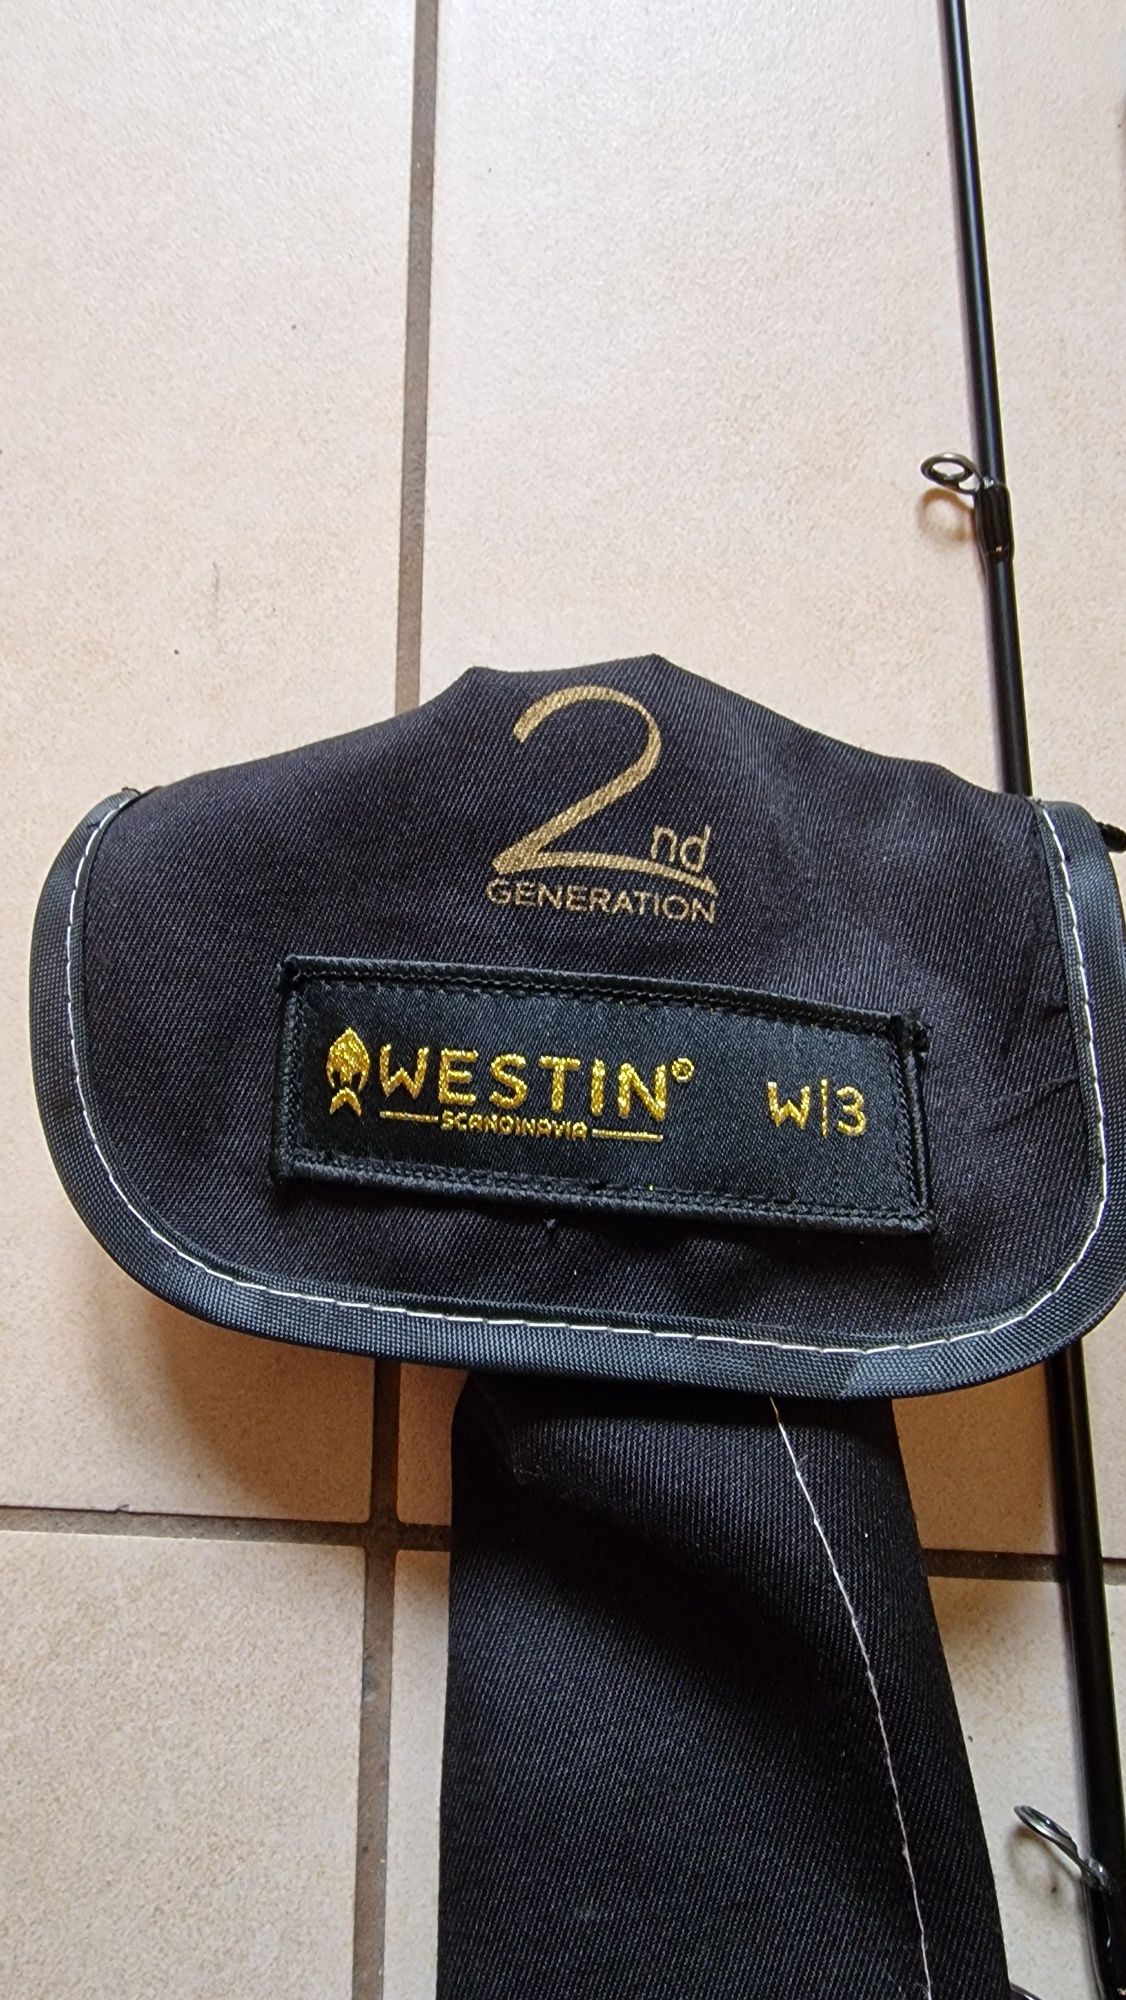 2nd
GENERATION
WESTIN® W|3
SCANDINAVIA